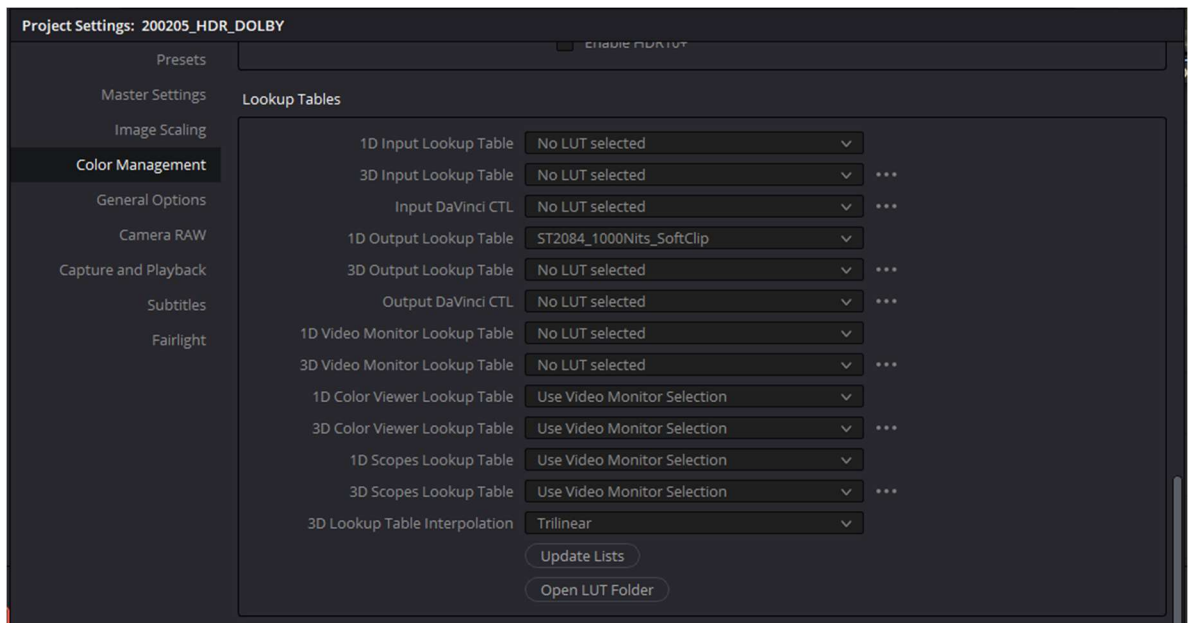 Project Settings: 200205_HDR_DOLBY
Enable HDR10+
Presets
Master Settings
Image Scaling
Color Management
General Options
Camera RAW
Capture and Playback
Subtitles
Fairlight
Lookup Tables
1D Input Lookup Table No LUT selected
3D Input Lookup Table No LUT selected
Input DaVinci CTL No LUT selected
1D Output Lookup Table ST2084_1000Nits_SoftClip
3D Output Lookup Table No LUT selected
Output DaVinci CTL No LUT selected
1D Video Monitor Lookup Table No LUT selected
3D Video Monitor Lookup Table No LUT selected
1D Color Viewer Lookup Table Use Video Monitor Selection
3D Color Viewer Lookup Table Use Video Monitor Selection
1D Scopes Lookup Table Use Video Monitor Selection
3D Scopes Lookup Table Use Video Monitor Selection
3D Lookup Table Interpolation Trilinear
Update Lists
Open LUT Folder